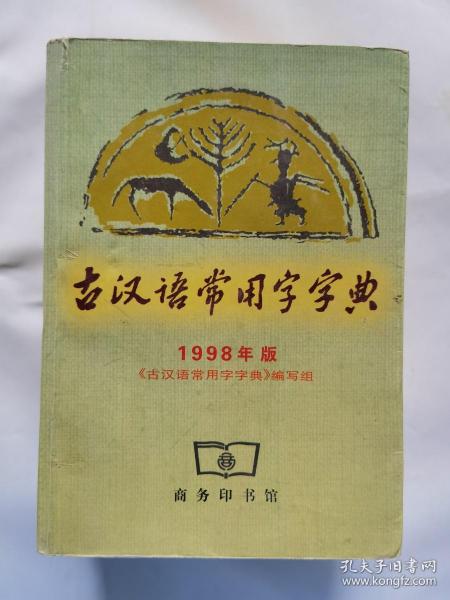 古汉语常用字字典
1998年版
《古汉语常用字字典》编写组
商务印书馆
孔夫子旧书网
www.kongfz.com